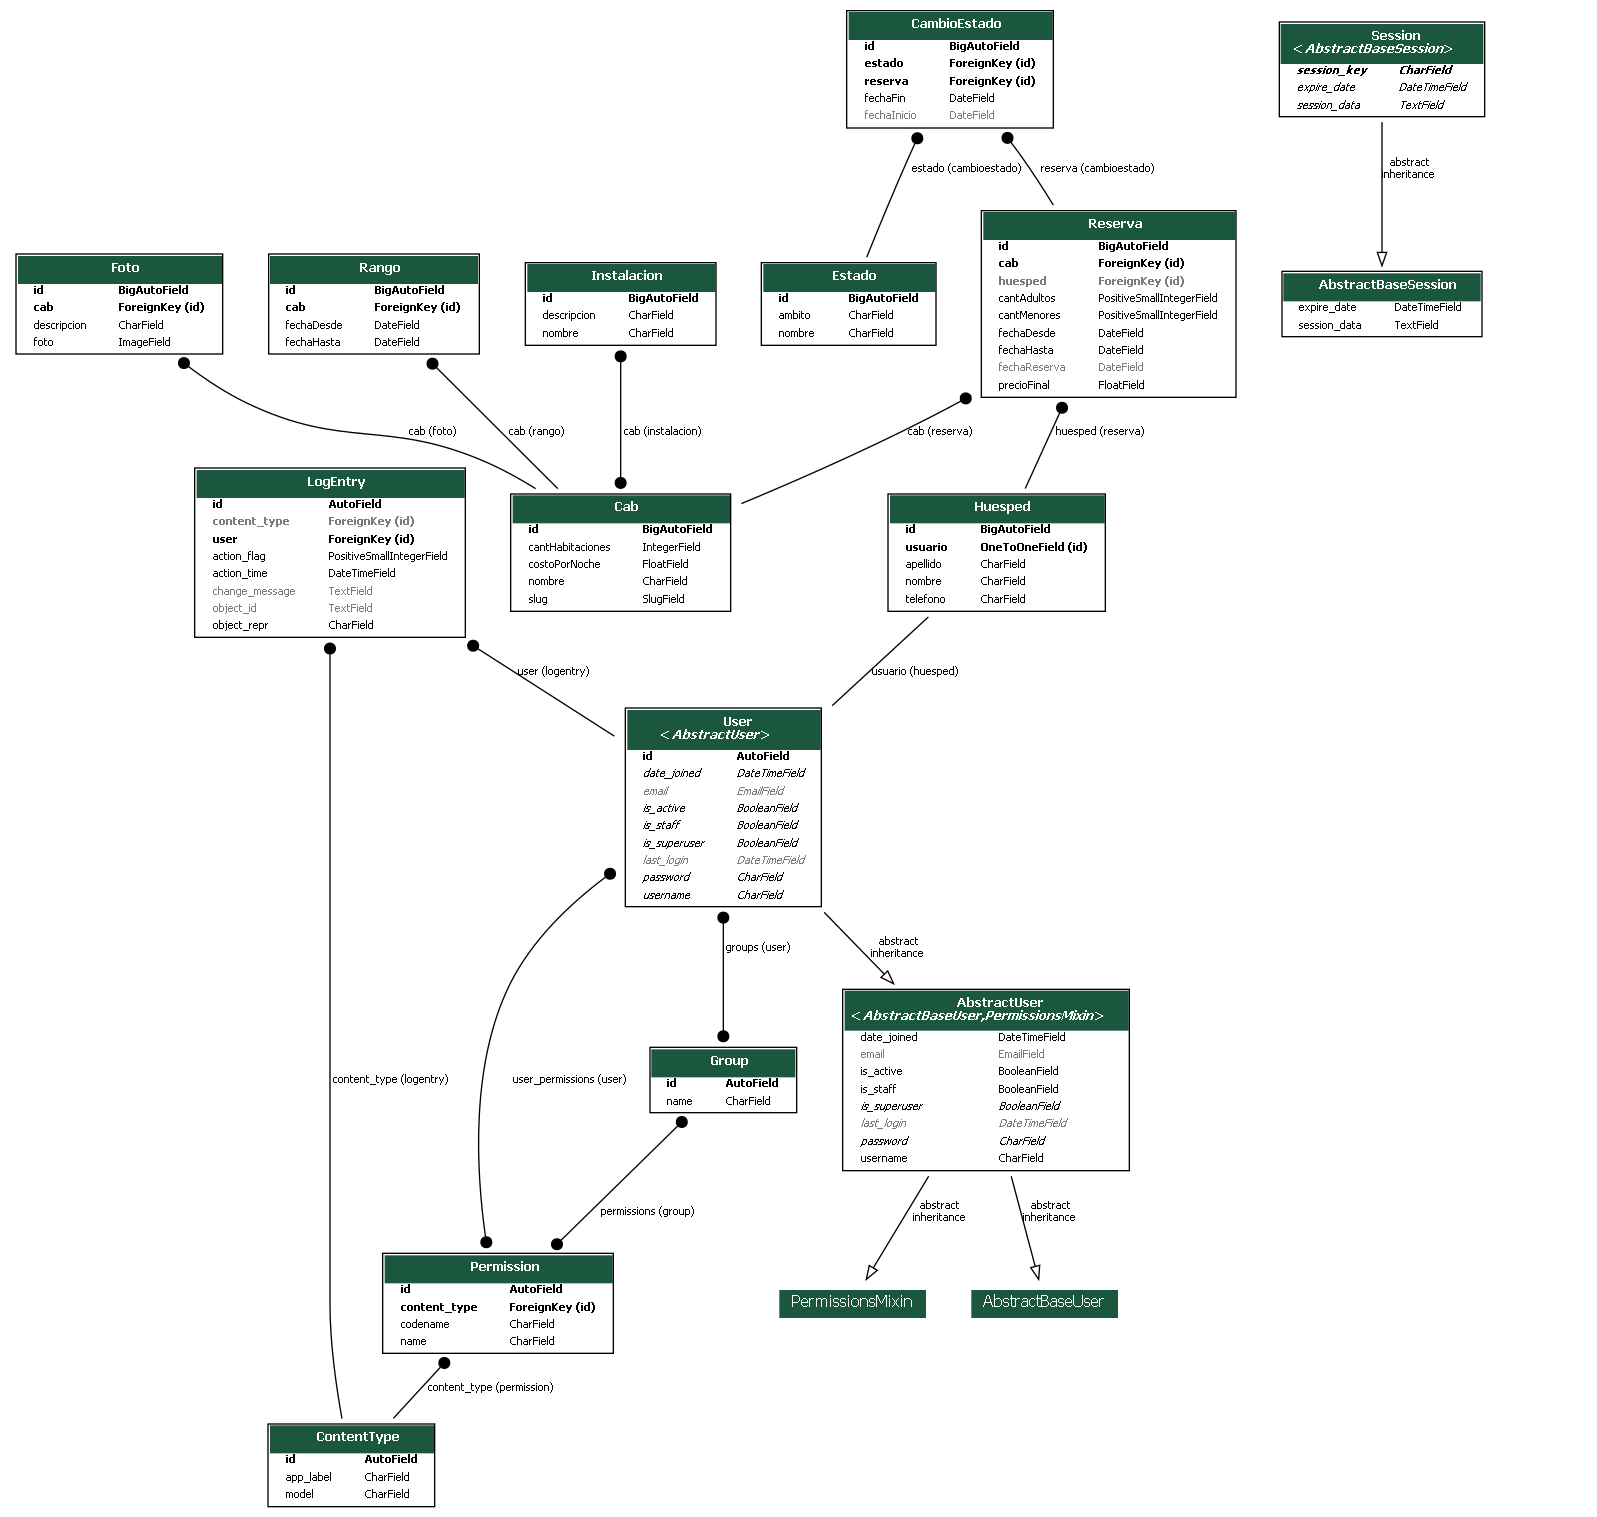 CambioEstado
id BigAutoField
estado ForeignKey (id)
reserva ForeignKey (id)
fechaFin DateField
fechaInicio DateField
Session
<AbstractBaseSession>
session_key CharField
expire_date DateTimeField
session_data TextField
estado (cambioestado)
reserva (cambioestado)
abstract
inheritance
Foto
id BigAutoField
cab ForeignKey (id)
descripcion CharField
foto ImageField
Rango
id BigAutoField
cab ForeignKey (id)
fechaDesde DateField
fechaHasta DateField
Instalacion
id BigAutoField
descripcion CharField
nombre CharField
Estado
id BigAutoField
ambito CharField
nombre CharField
Reserva
id BigAutoField
cab ForeignKey (id)
huesped ForeignKey (id)
cantAdultos PositiveSmallIntegerField
cantMenores PositiveSmallIntegerField
fechaDesde DateField
fechaHasta DateField
fechaReserva DateField
precioFinal FloatField
AbstractBaseSession
expire_date DateTimeField
session_data TextField
cab (foto)
cab (rango)
cab (instalacion)
cab (reserva)
huesped (reserva)
LogEntry
id AutoField
content_type ForeignKey (id)
user ForeignKey (id)
action_flag PositiveSmallIntegerField
action_time DateTimeField
change_message TextField
object_id TextField
object_repr CharField
Cab
id BigAutoField
cantHabitaciones IntegerField
costoPorNoche FloatField
nombre CharField
slug SlugField
Huesped
id BigAutoField
usuario OneToOneField (id)
apellido CharField
nombre CharField
telefono CharField
user (logentry)
usuario (huesped)
User
<AbstractUser>
id AutoField
date_joined DateTimeField
email EmailField
is_active BooleanField
is_staff BooleanField
is_superuser BooleanField
last_login DateTimeField
password CharField
username CharField
groups (user)
abstract
inheritance
AbstractUser
<AbstractBaseUser,PermissionsMixin>
date_joined DateTimeField
email EmailField
is_active BooleanField
is_staff BooleanField
is_superuser BooleanField
last_login DateTimeField
password CharField
username CharField
content_type (logentry)
user_permissions (user)
Group
id AutoField
name CharField
permissions (group)
abstract
inheritance
abstract
inheritance
Permission
id AutoField
content_type ForeignKey (id)
codename CharField
name CharField
PermissionsMixin
AbstractBaseUser
content_type (permission)
ContentType
id AutoField
app_label CharField
model CharField